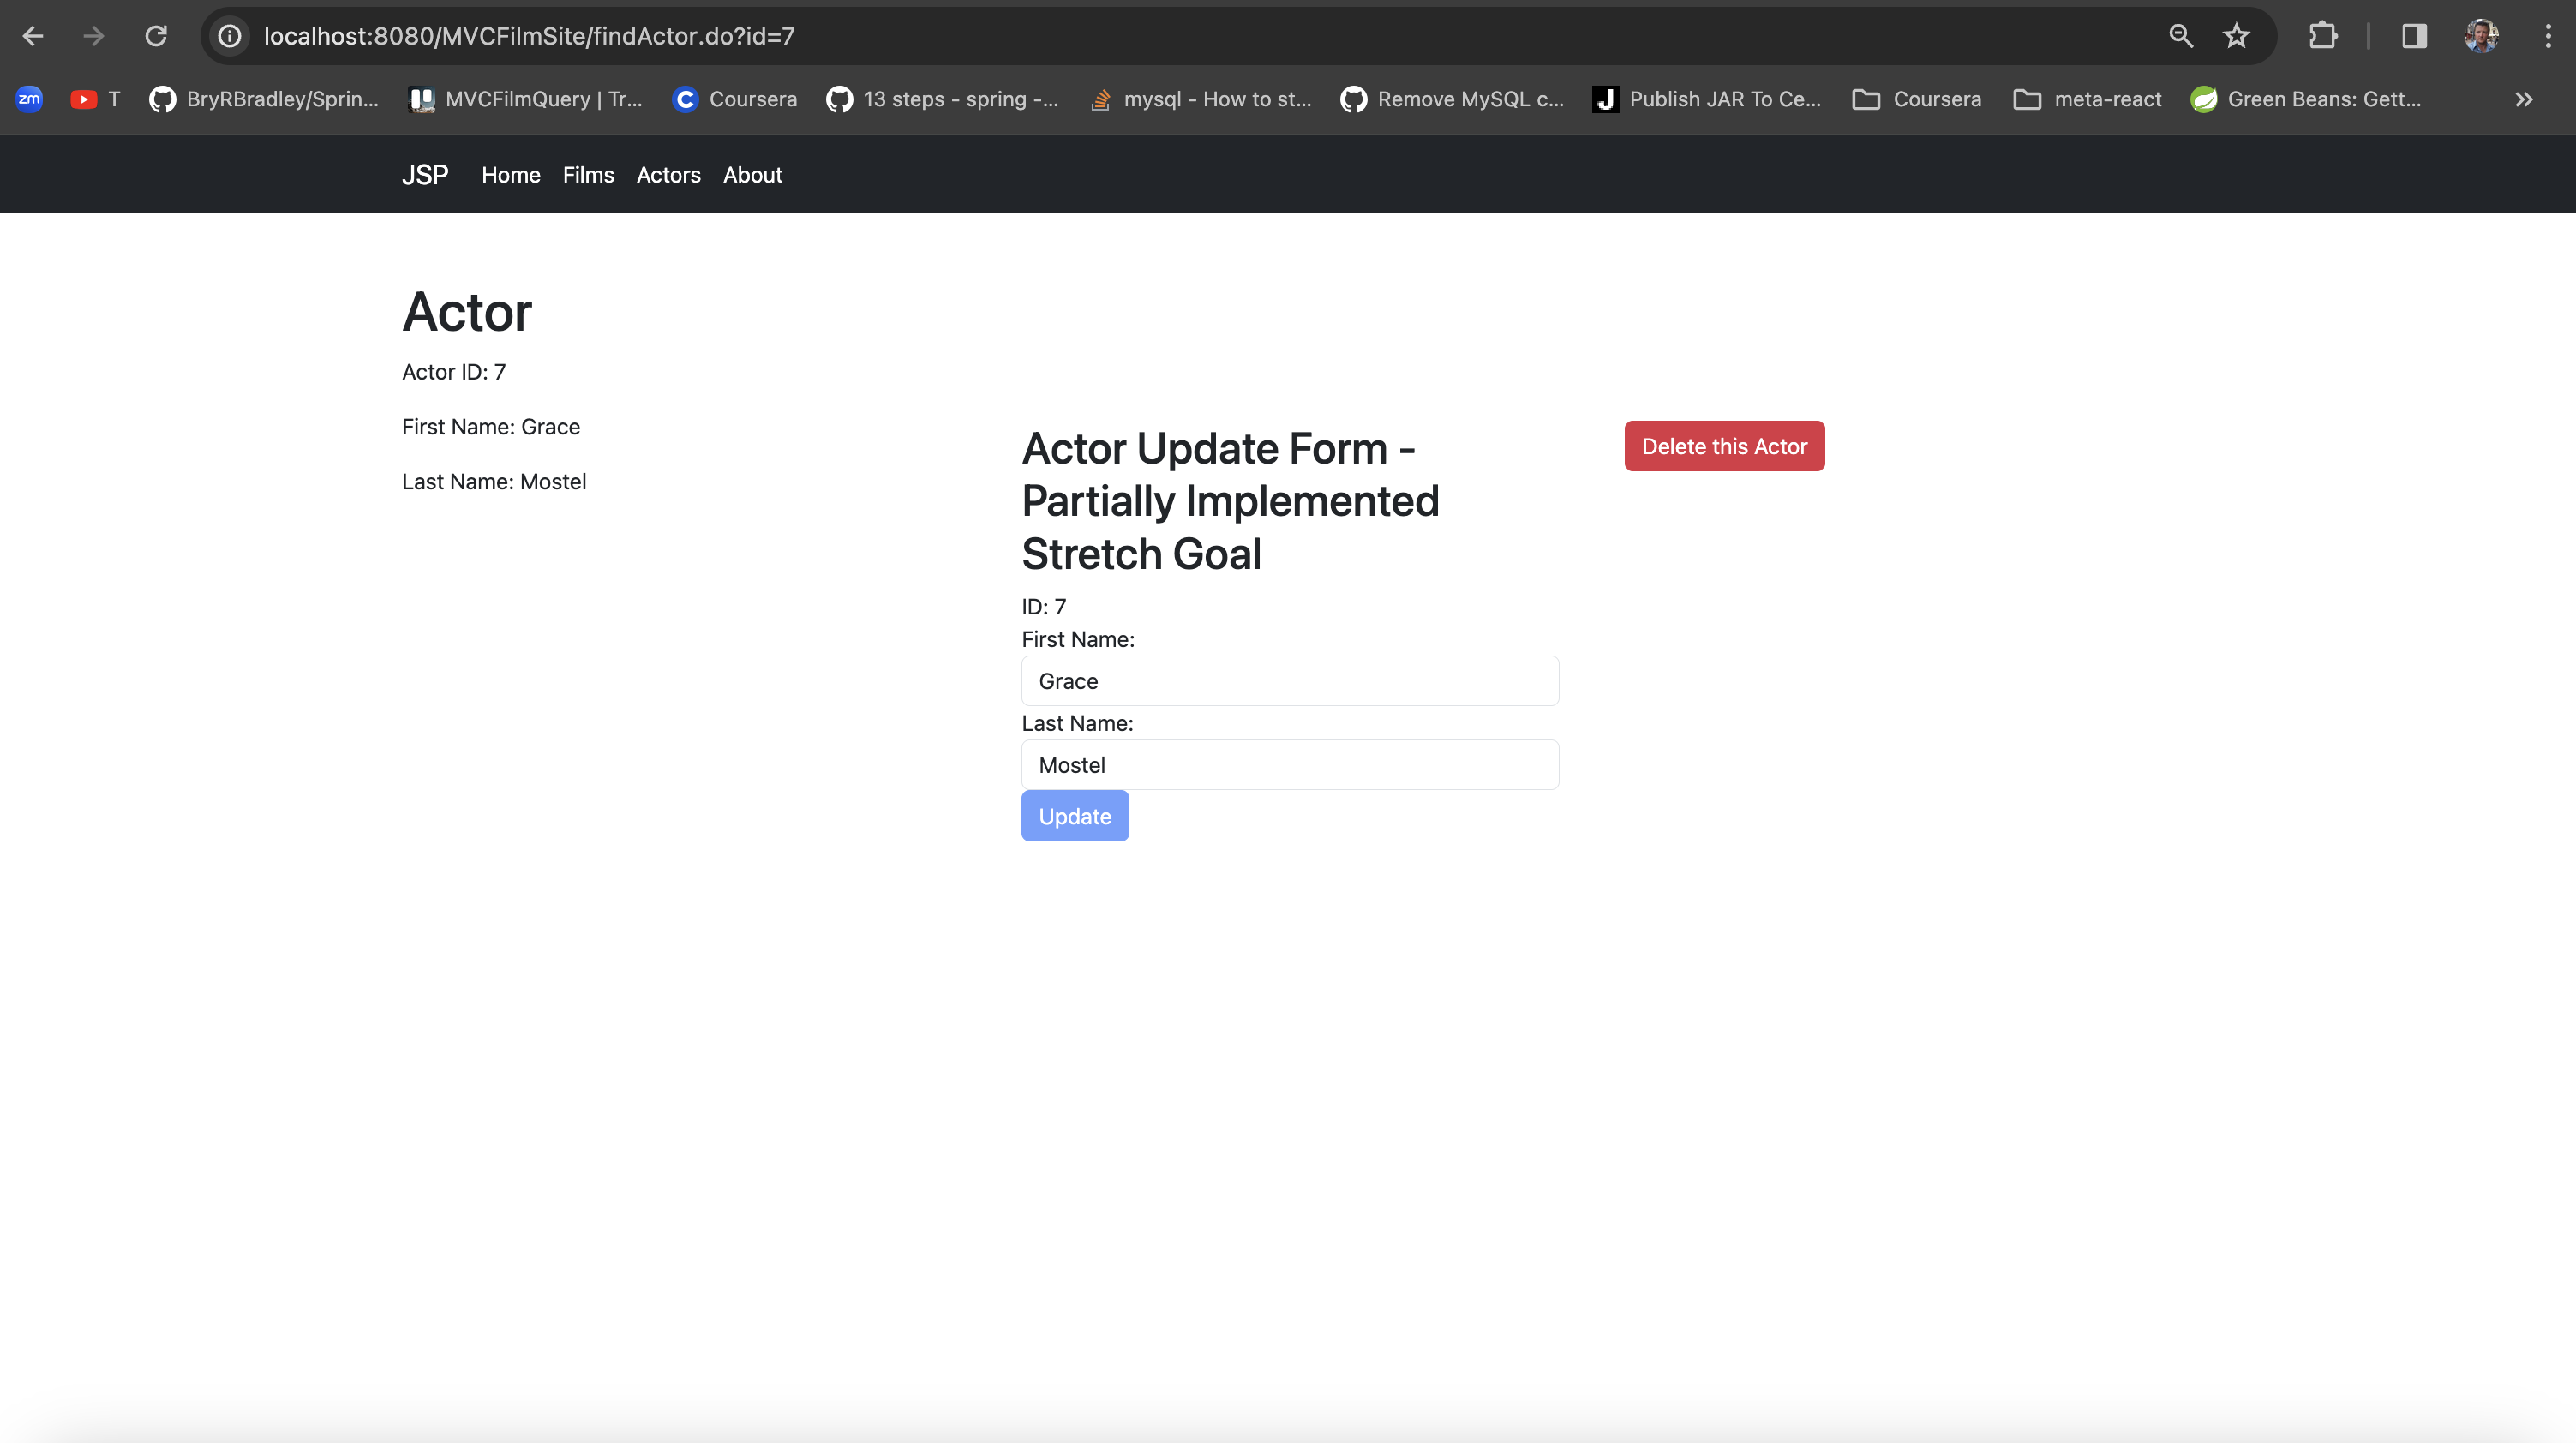 localhost:8080/MVCFilmSite/findActor.do?id=7
zm
T
BryRBradley/Sprin...
MVCFilmQuery | Tr...
Coursera
13 steps - spring -...
mysql - How to st...
Remove MySQL c...
Publish JAR To Ce...
Coursera
meta-react
Green Beans: Gett...
JSP
Home
Films
Actors
About
Actor
Actor ID: 7
First Name: Grace
Last Name: Mostel
Actor Update Form -
Partially Implemented
Stretch Goal
ID: 7
First Name:
Grace
Last Name:
Mostel
Update
Delete this Actor